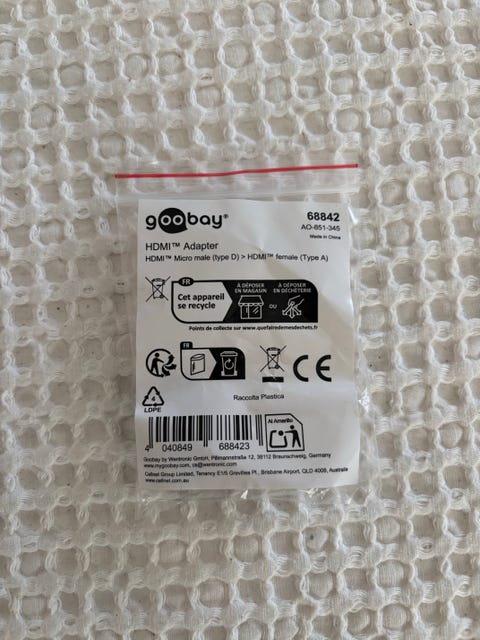 goobay®
68842
AO-851-345
Made in China
HDMI™ Adapter
HDMI™ Micro male (type D) > HDMI™ female (Type A)
FR
Cet appareil
se recycle
À DÉPOSER
EN MAGASIN
OU
À DÉPOSER
EN DÉCHÈTERIE
Points de collecte sur www.quefairedemesdechets.fr
FR
CE
4
LDPE
Raccolta Plastica
Al Amarillo
4 040849 688423
Goobay by Wentronic GmbH, Pillmannstraße 12, 38112 Braunschweig, Germany
www.mygoobay.com, cs@wentronic.com
Cellnet Group Limited, Tenancy E1/5 Grevillea Pl., Brisbane Airport, QLD 4008, Australia
www.cellnet.com.au